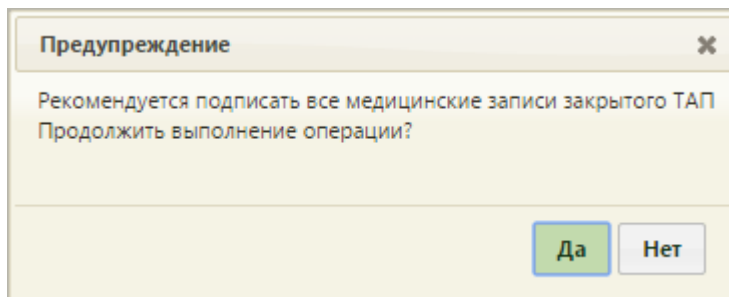 Предупреждение
Рекомендуется подписать все медицинские записи закрытого ТАП
Продолжить выполнение операции?
Да
Нет